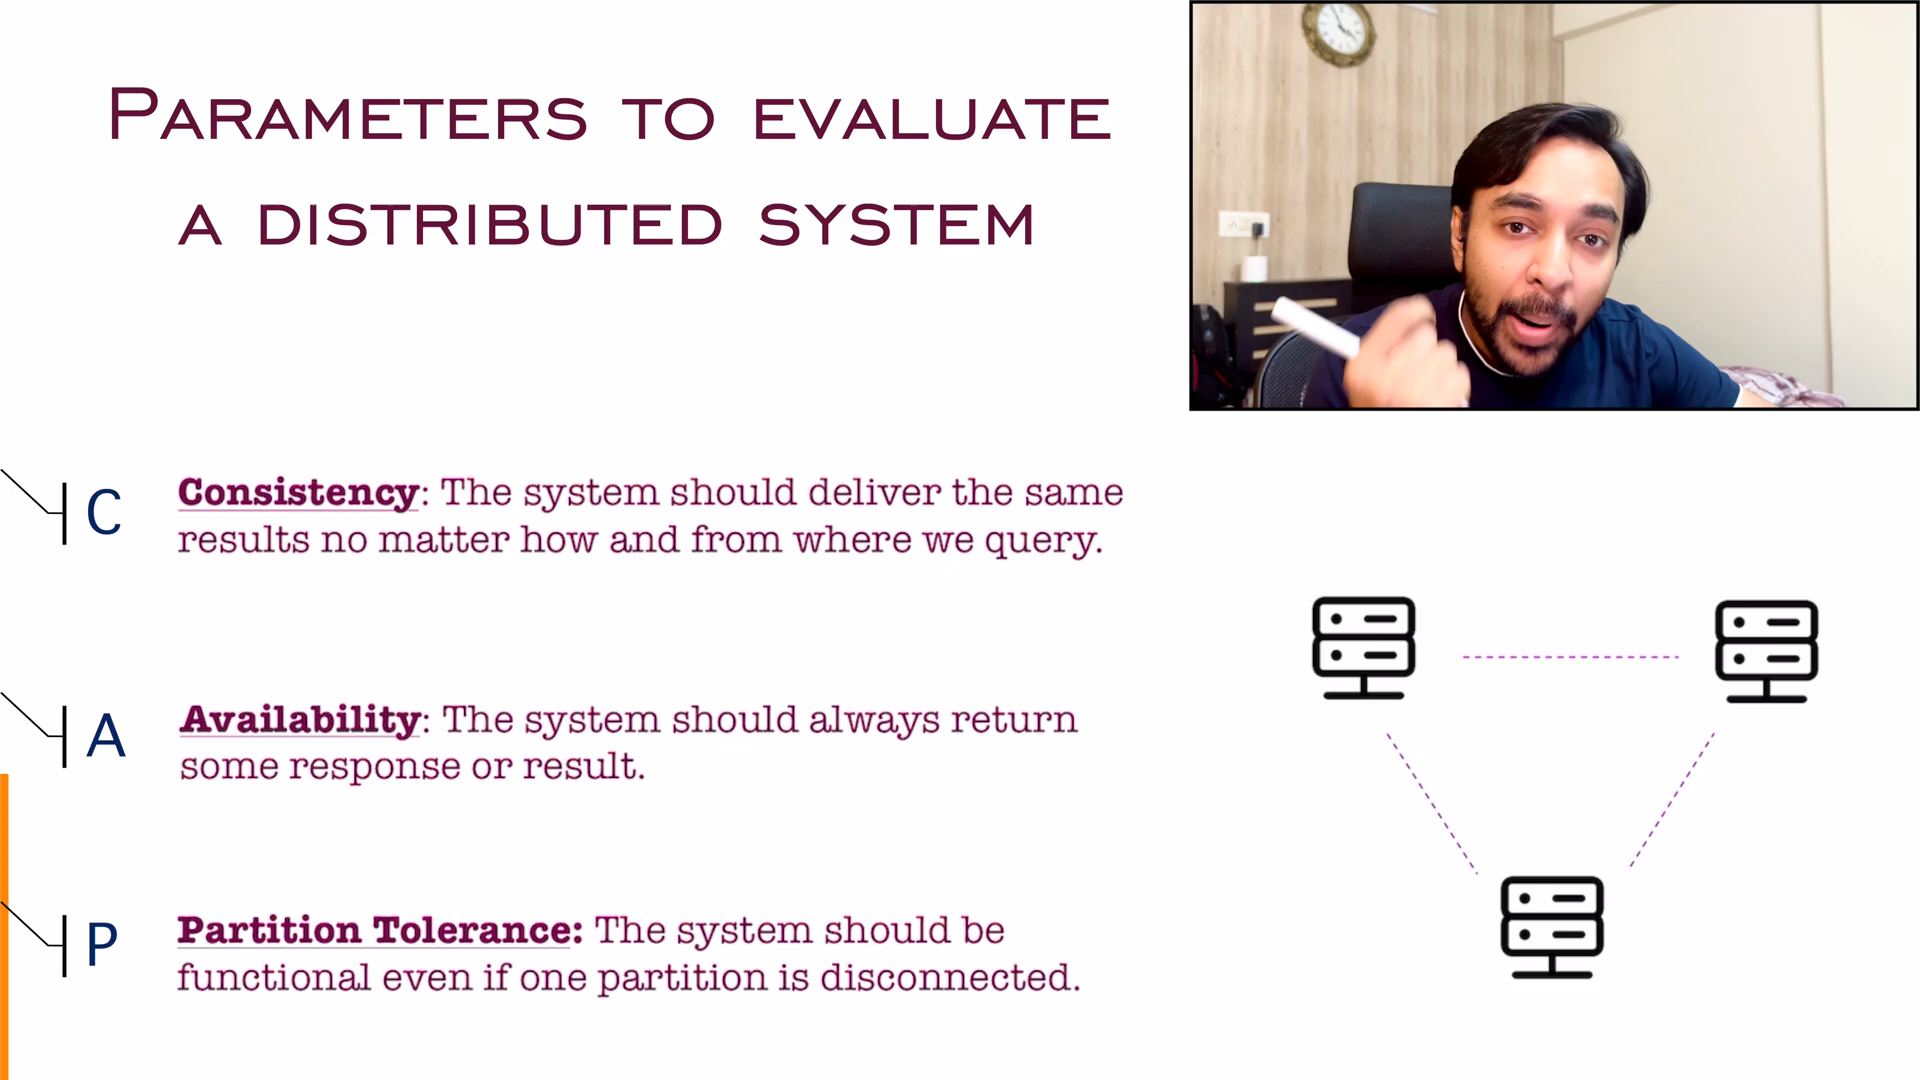 PARAMETERS TO EVALUATE
A DISTRIBUTED SYSTEM
C
Consistency: The system should deliver the same
results no matter how and from where we query.
A
Availability: The system should always return
some response or result.
P
Partition Tolerance: The system should be
functional even if one partition is disconnected.